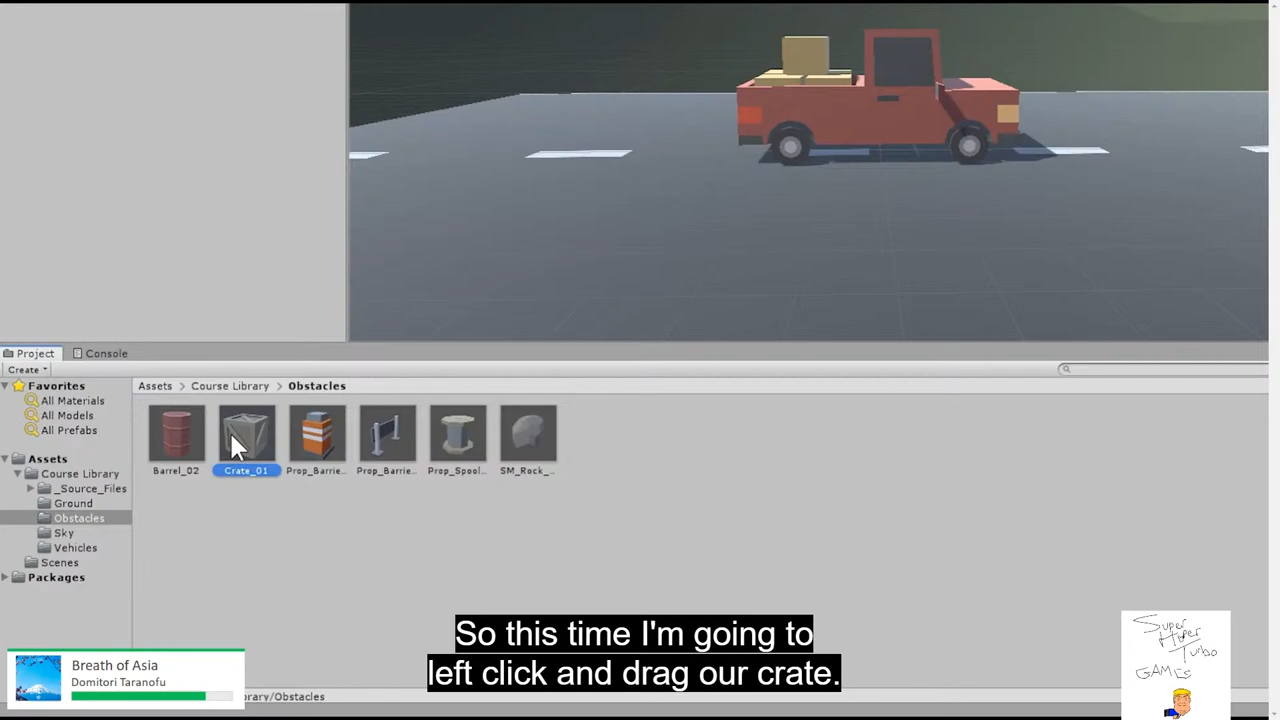 Project
Console
Create
Favorites
All Materials
All Models
All Prefabs
Assets
Course Library
_Source_Files
Ground
Obstacles
Sky
Vehicles
Scenes
Packages
Assets > Course Library > Obstacles
Barrel_02
Crate_01
Prop_Barrie...
Prop_Barrie...
Prop_Spool...
SM_Rock_...
So this time I'm going to
left click and drag our crate.
Breath of Asia
Domitori Taranofu
brary/Obstacles
Super
Hyper
Turbo
GAMES